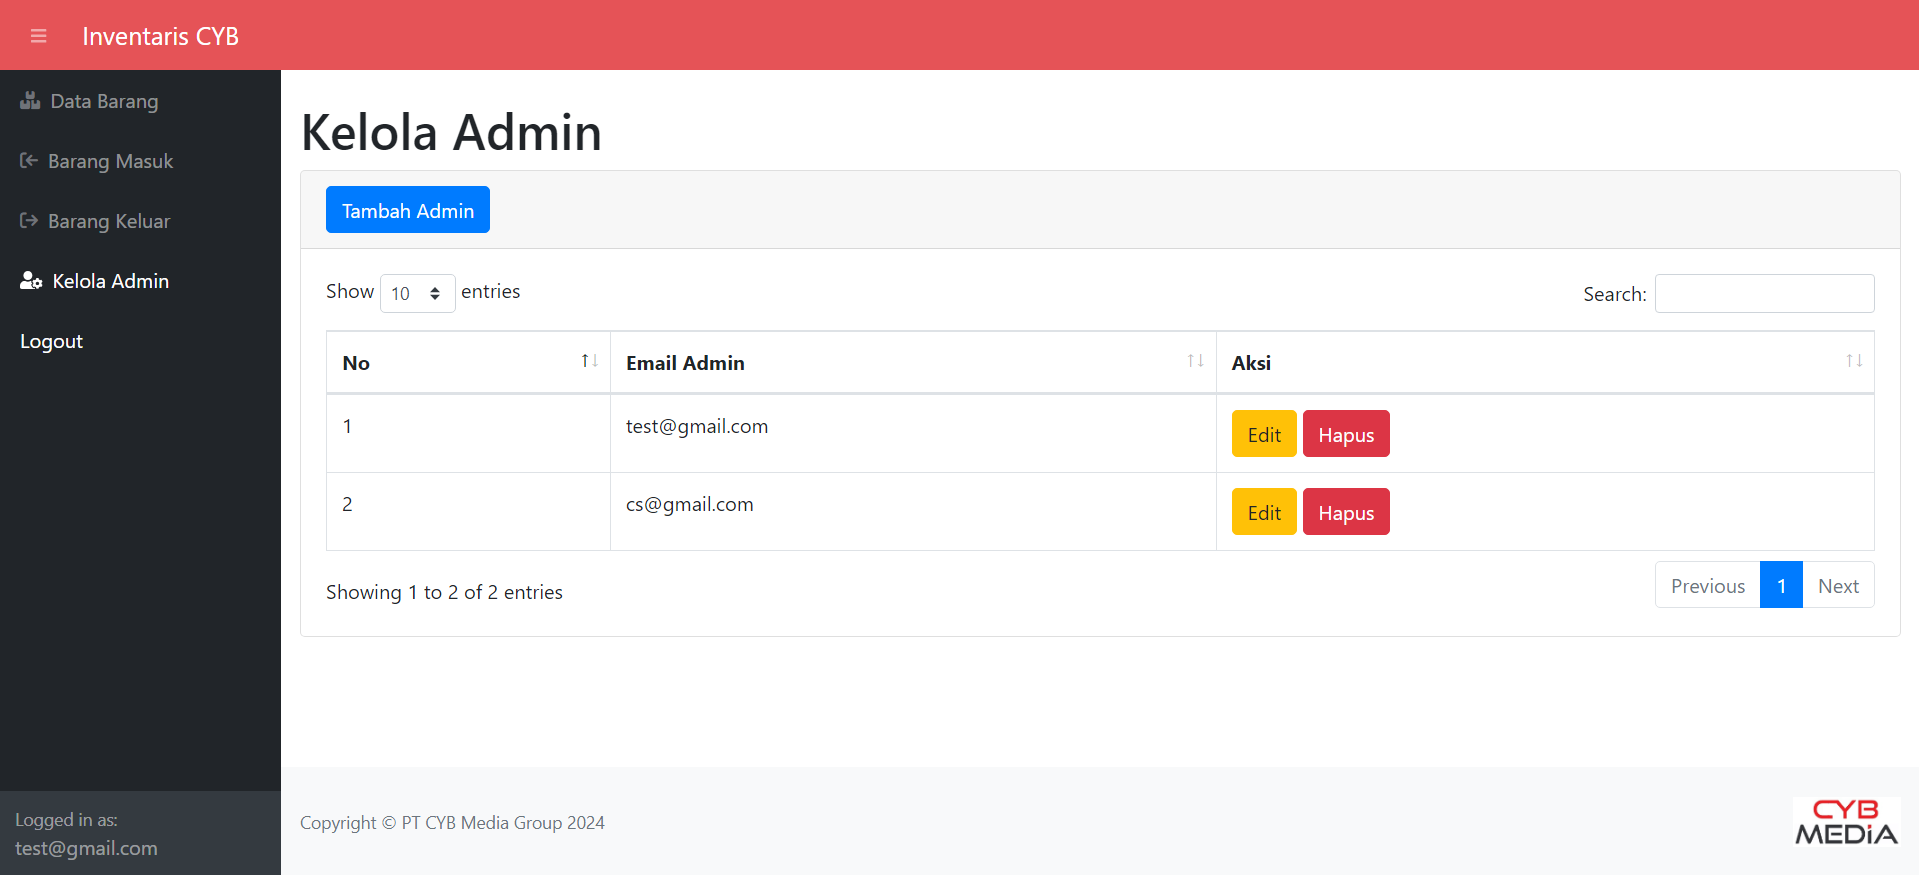 Inventaris CYB
Data Barang
Barang Masuk
Barang Keluar
Kelola Admin
Logout
Logged in as:
test@gmail.com
Kelola Admin
Tambah Admin
Show 10 entries
Search:
No Email Admin Aksi
1 test@gmail.com Edit Hapus
2 cs@gmail.com Edit Hapus
Showing 1 to 2 of 2 entries
Previous 1 Next
Copyright © PT CYB Media Group 2024
CYB
MEDiA